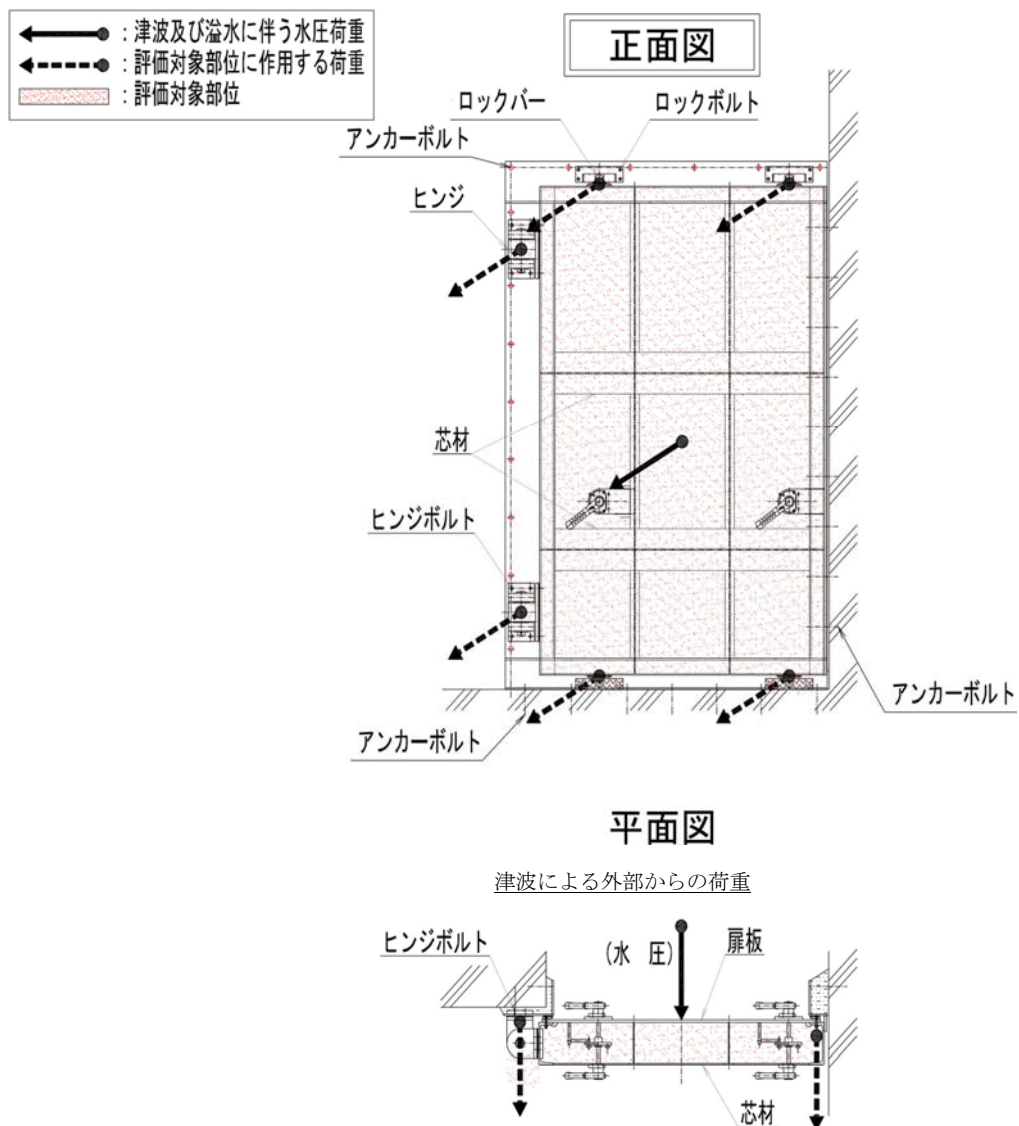 ：津波及び溢水に伴う水圧荷重
：評価対象部位に作用する荷重
：評価対象部位
正面図
ロックバー
ロックボルト
アンカーボルト
ヒンジ
芯材
ヒンジボルト
アンカーボルト
アンカーボルト
平面図
津波による外部からの荷重
ヒンジボルト
（水　圧）
扉板
芯材